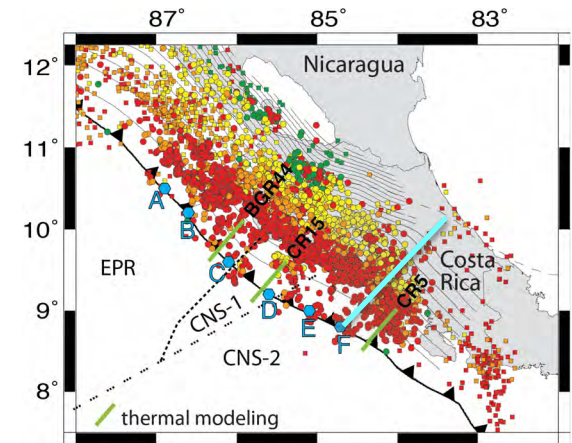 87° 85° 83°
12°
11°
10°
9°
8°
Nicaragua
BGR44
A
B
EPR
C
CR15
Costa
Rica
CNS-1
D
E
F
CR5
CNS-2
thermal modeling